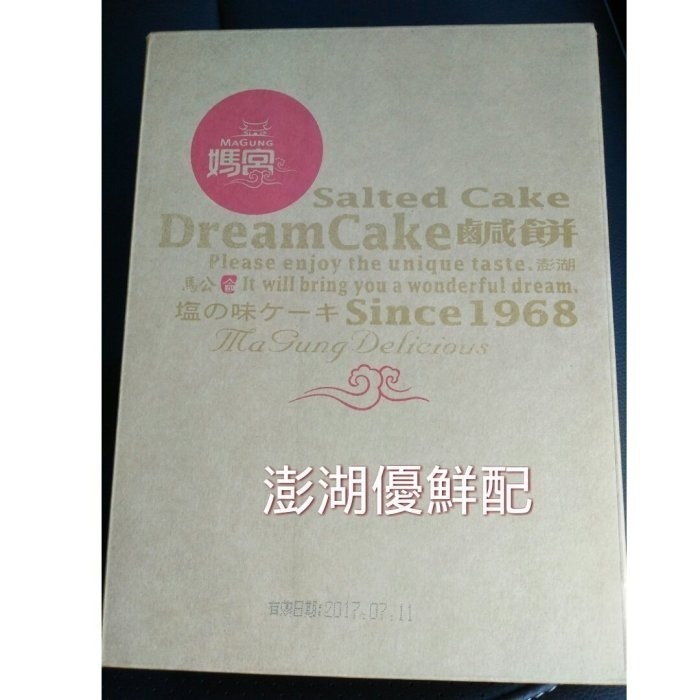 MAGUNG
媽宮
Salted Cake
DreamCake鹹餅
Please enjoy the unique taste.澎湖
馬公 It will bring you a wonderful dream.
塩の味ケーキ Since1968
MaGung Delicious
澎湖優鮮配
有效日期:2017.07.11